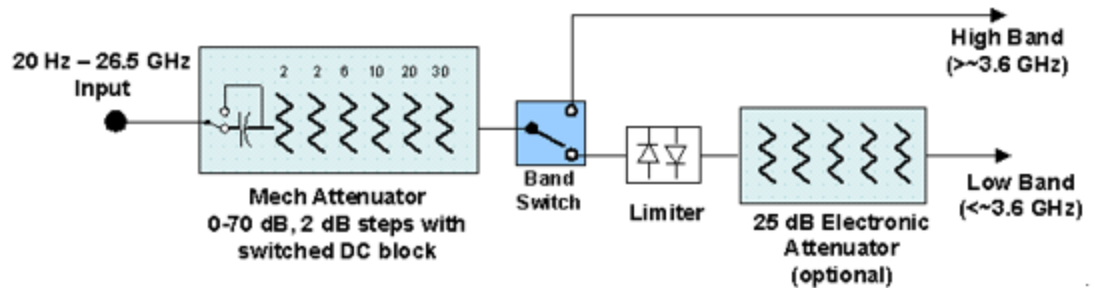 20 Hz – 26.5 GHz
Input
2 2 6 10 20 30
Mech Attenuator
0-70 dB, 2 dB steps with
switched DC block
Band
Switch
Limiter
25 dB Electronic
Attenuator
(optional)
High Band
(>~3.6 GHz)
Low Band
(<~3.6 GHz)